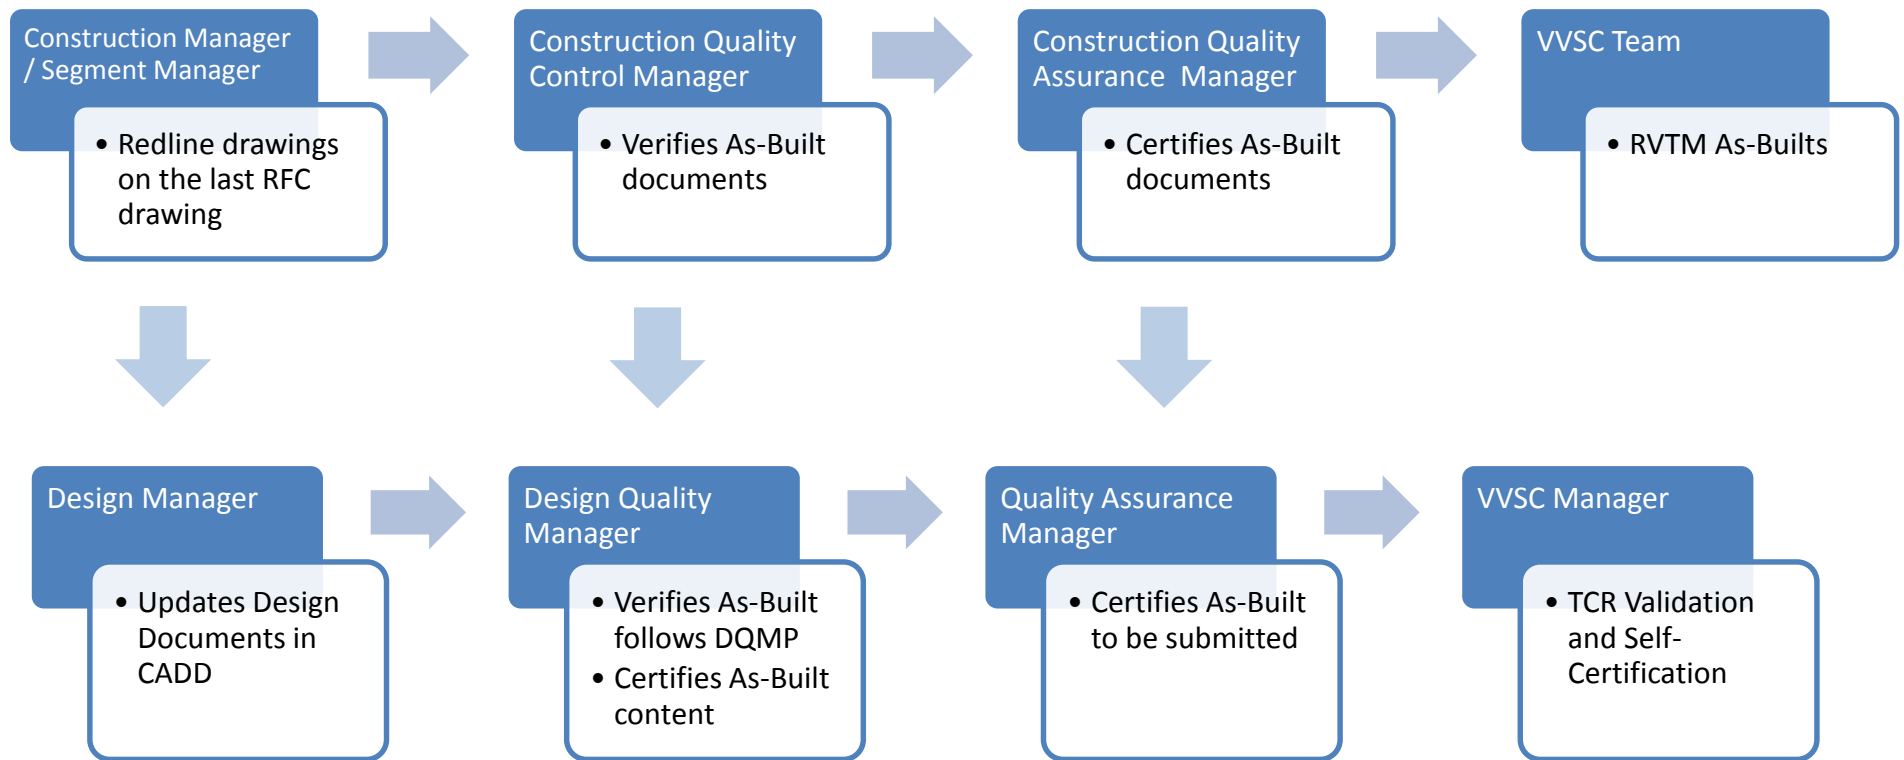 Construction Manager
/ Segment Manager
• Redline drawings
on the last RFC
drawing
Construction Quality
Control Manager
• Verifies As-Built
documents
Construction Quality
Assurance Manager
• Certifies As-Built
documents
VVSC Team
• RVTM As-Builts
Design Manager
• Updates Design
Documents in
CADD
Design Quality
Manager
• Verifies As-Built
follows DQMP
• Certifies As-Built
content
Quality Assurance
Manager
• Certifies As-Built
to be submitted
VVSC Manager
• TCR Validation
and Self-
Certification